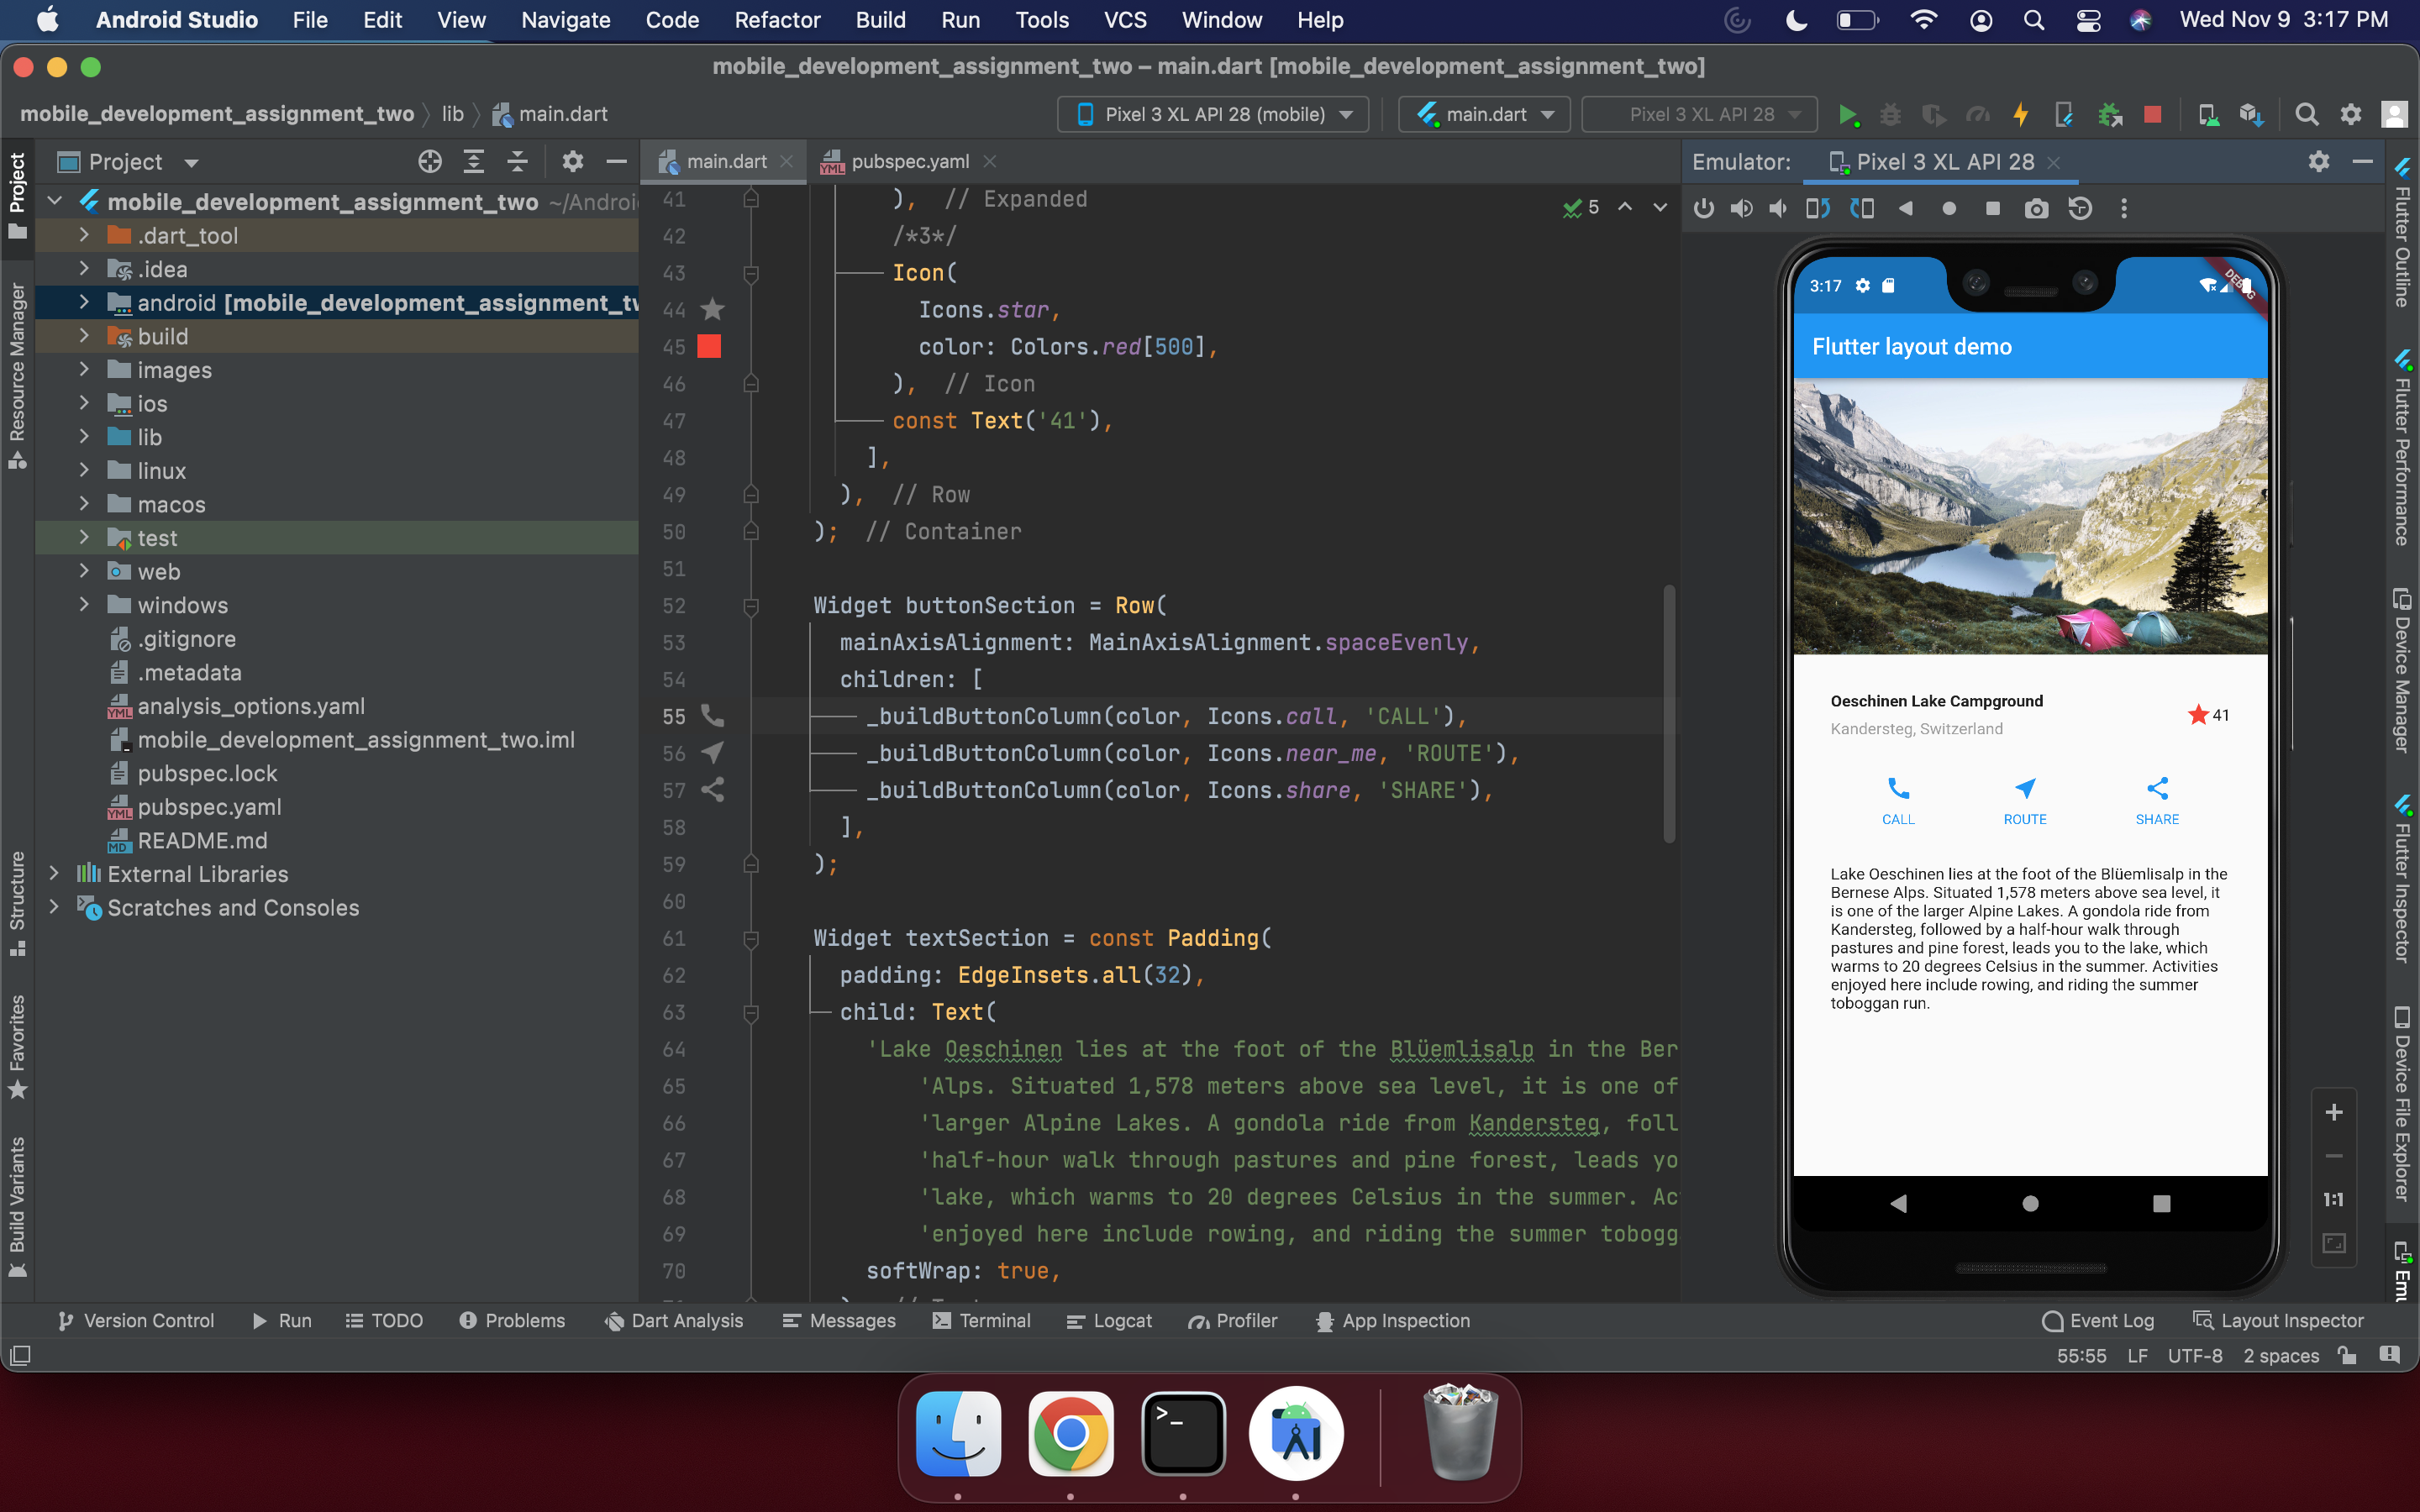 Android Studio File Edit View Navigate Code Refactor Build Run Tools VCS Window Help Wed Nov 9 3:17 PM
mobile_development_assignment_two – main.dart [mobile_development_assignment_two]
mobile_development_assignment_two lib main.dart Pixel 3 XL API 28 (mobile) main.dart Pixel 3 XL API 28
Project
Resource Manager
Structure
Favorites
Build Variants
Project
mobile_development_assignment_two ~/Androi
.dart_tool
.idea
android [mobile_development_assignment_tw
build
images
ios
lib
linux
macos
test
web
windows
.gitignore
.metadata
analysis_options.yaml
mobile_development_assignment_two.iml
pubspec.lock
pubspec.yaml
README.md
External Libraries
Scratches and Consoles
main.dart pubspec.yaml
5
41 ), // Expanded
42 /*3*/
43 Icon(
44 Icons.star,
45 color: Colors.red[500],
46 ), // Icon
47 const Text('41'),
48 ],
49 ), // Row
50 ); // Container
51
52 Widget buttonSection = Row(
53 mainAxisAlignment: MainAxisAlignment.spaceEvenly,
54 children: [
55 _buildButtonColumn(color, Icons.call, 'CALL'),
56 _buildButtonColumn(color, Icons.near_me, 'ROUTE'),
57 _buildButtonColumn(color, Icons.share, 'SHARE'),
58 ],
59 );
60
61 Widget textSection = const Padding(
62 padding: EdgeInsets.all(32),
63 child: Text(
64 'Lake Oeschinen lies at the foot of the Blüemlisalp in the Ber
65 'Alps. Situated 1,578 meters above sea level, it is one of
66 'larger Alpine Lakes. A gondola ride from Kandersteg, foll
67 'half-hour walk through pastures and pine forest, leads yo
68 'lake, which warms to 20 degrees Celsius in the summer. Ac
69 'enjoyed here include rowing, and riding the summer tobogg
70 softWrap: true,
Emulator: Pixel 3 XL API 28
3:17
DEBUG
Flutter layout demo
Oeschinen Lake Campground
Kandersteg, Switzerland
41
CALL ROUTE SHARE
Lake Oeschinen lies at the foot of the Blüemlisalp in the
Bernese Alps. Situated 1,578 meters above sea level, it
is one of the larger Alpine Lakes. A gondola ride from
Kandersteg, followed by a half-hour walk through
pastures and pine forest, leads you to the lake, which
warms to 20 degrees Celsius in the summer. Activities
enjoyed here include rowing, and riding the summer
toboggan run.
1:1
Flutter Outline
Flutter Performance
Device Manager
Flutter Inspector
Device File Explorer
Emu
Version Control Run TODO Problems Dart Analysis Messages Terminal Logcat Profiler App Inspection Event Log Layout Inspector
55:55 LF UTF-8 2 spaces